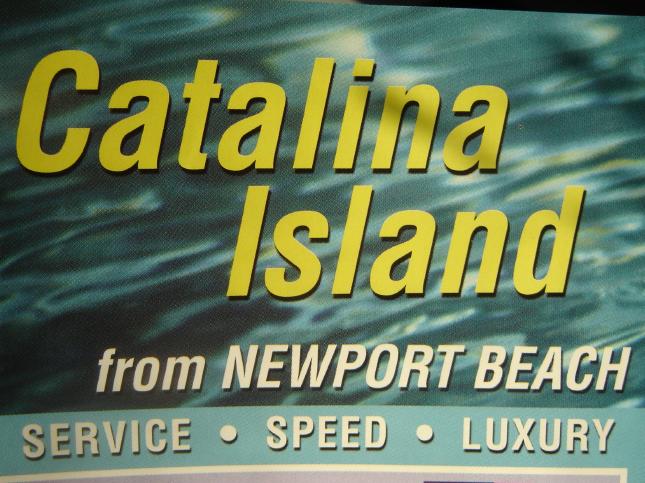 Catalina
Island
from NEWPORT BEACH
SERVICE • SPEED • LUXURY